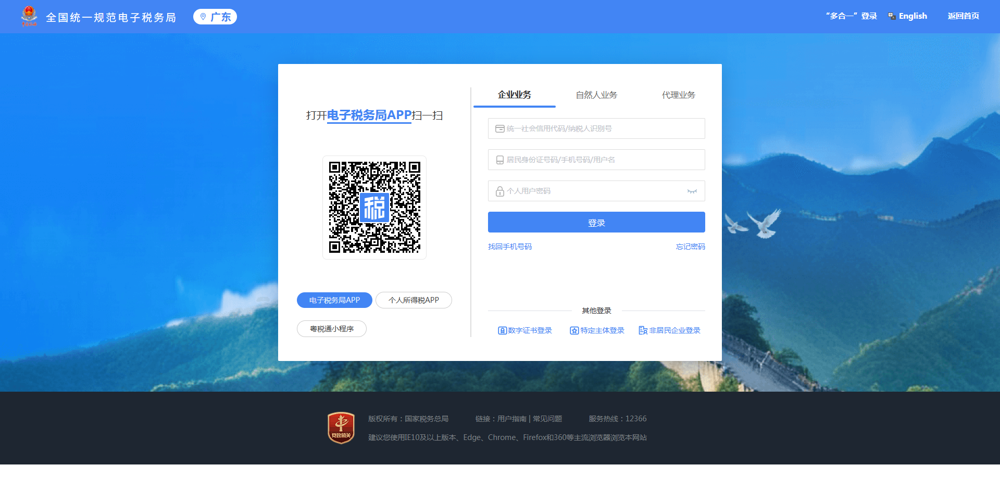 全国统一规范电子税务局
广东
“多合一”登录
English
返回首页
打开电子税务局APP扫一扫
税
电子税务局APP
个人所得税APP
粤税通小程序
企业业务
自然人业务
代理业务
统一社会信用代码/纳税人识别号
居民身份证号码/手机号码/用户名
个人用户密码
登录
找回手机号码
忘记密码
其他登录
数字证书登录
特定主体登录
非居民企业登录
党政机关
版权所有：国家税务总局
链接：用户指南 | 常见问题
服务热线：12366
建议您使用IE10及以上版本、Edge、Chrome、Firefox和360等主流浏览器浏览本网站